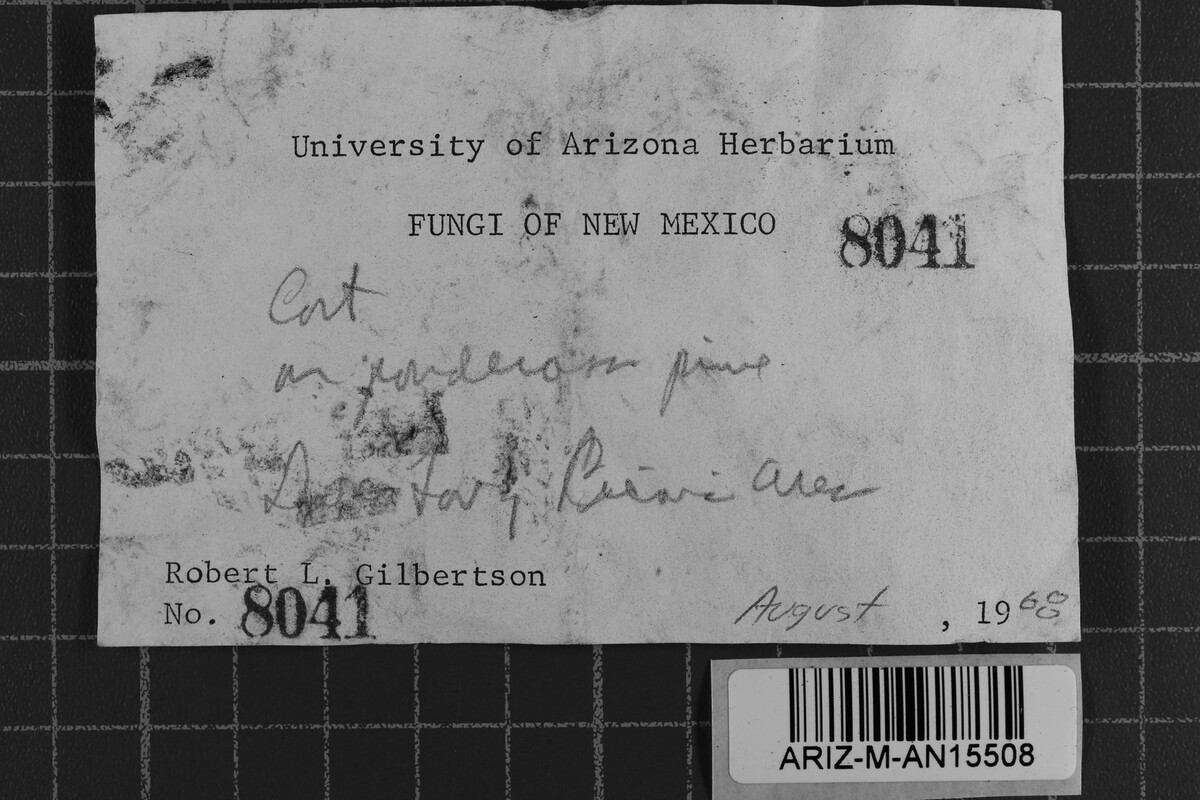 University of Arizona Herbarium
FUNGI OF NEW MEXICO 8041
Cort
on ponderosa pine
Area
Robert L. Gilbertson
No. 8041
August , 1968
ARIZ-M-AN15508